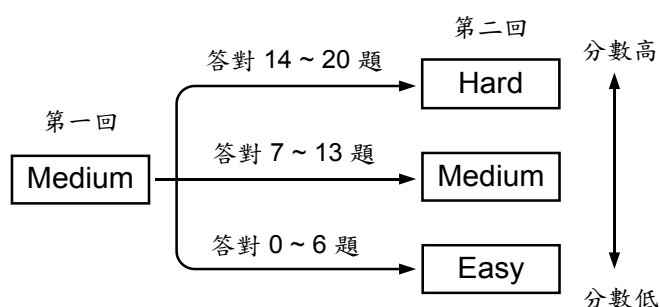 第二回
分數高
答對 14 ~ 20 題
Hard
第一回
答對 7 ~ 13 題
Medium
Medium
答對 0 ~ 6 題
Easy
分數低